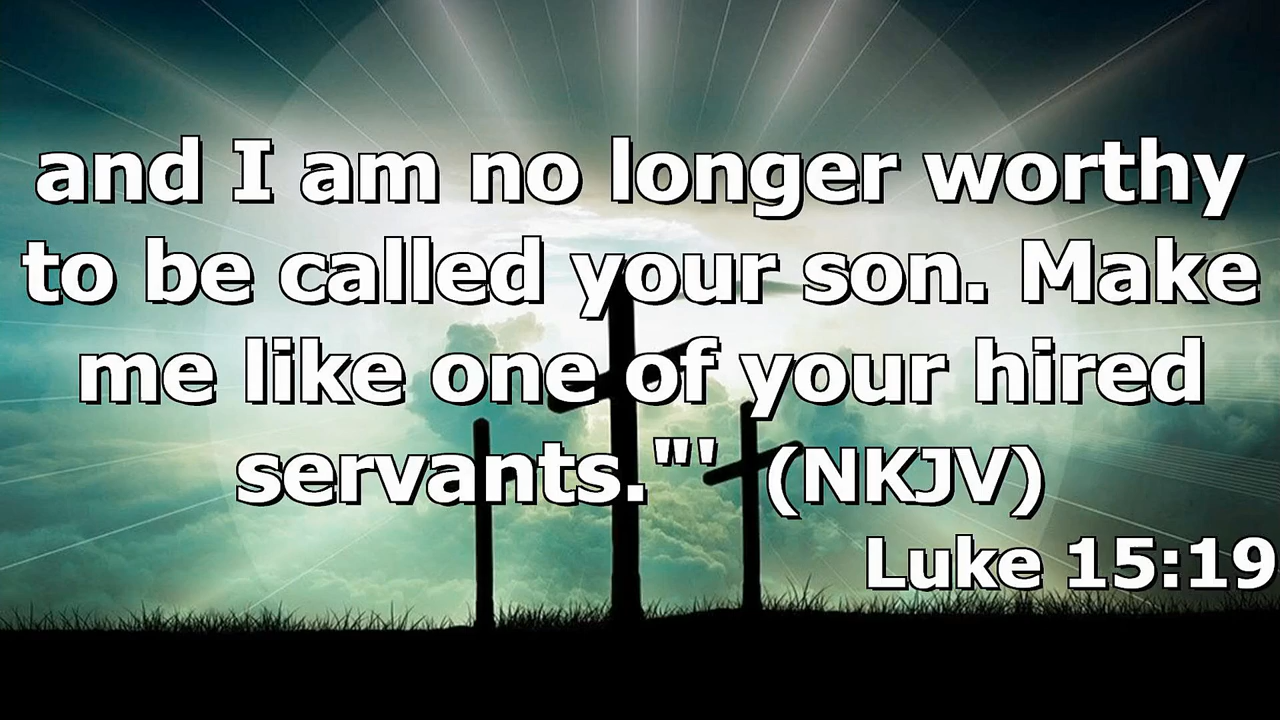 and I am no longer worthy
to be called your son. Make
me like one of your hired
servants."' (NKJV)
Luke 15:19